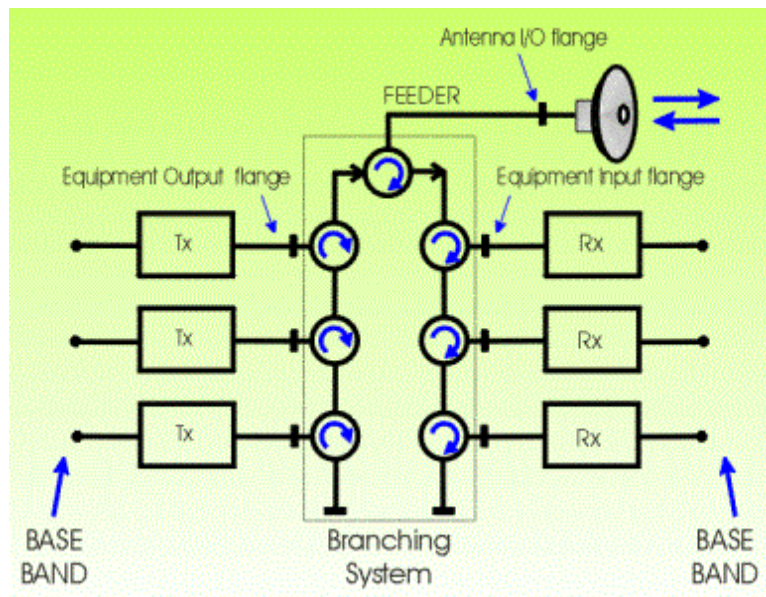 Antenna I/O flange
FEEDER
Equipment Output flange
Equipment Input flange
Tx
Rx
Tx
Rx
Tx
Rx
BASE
BAND
Branching
System
BASE
BAND